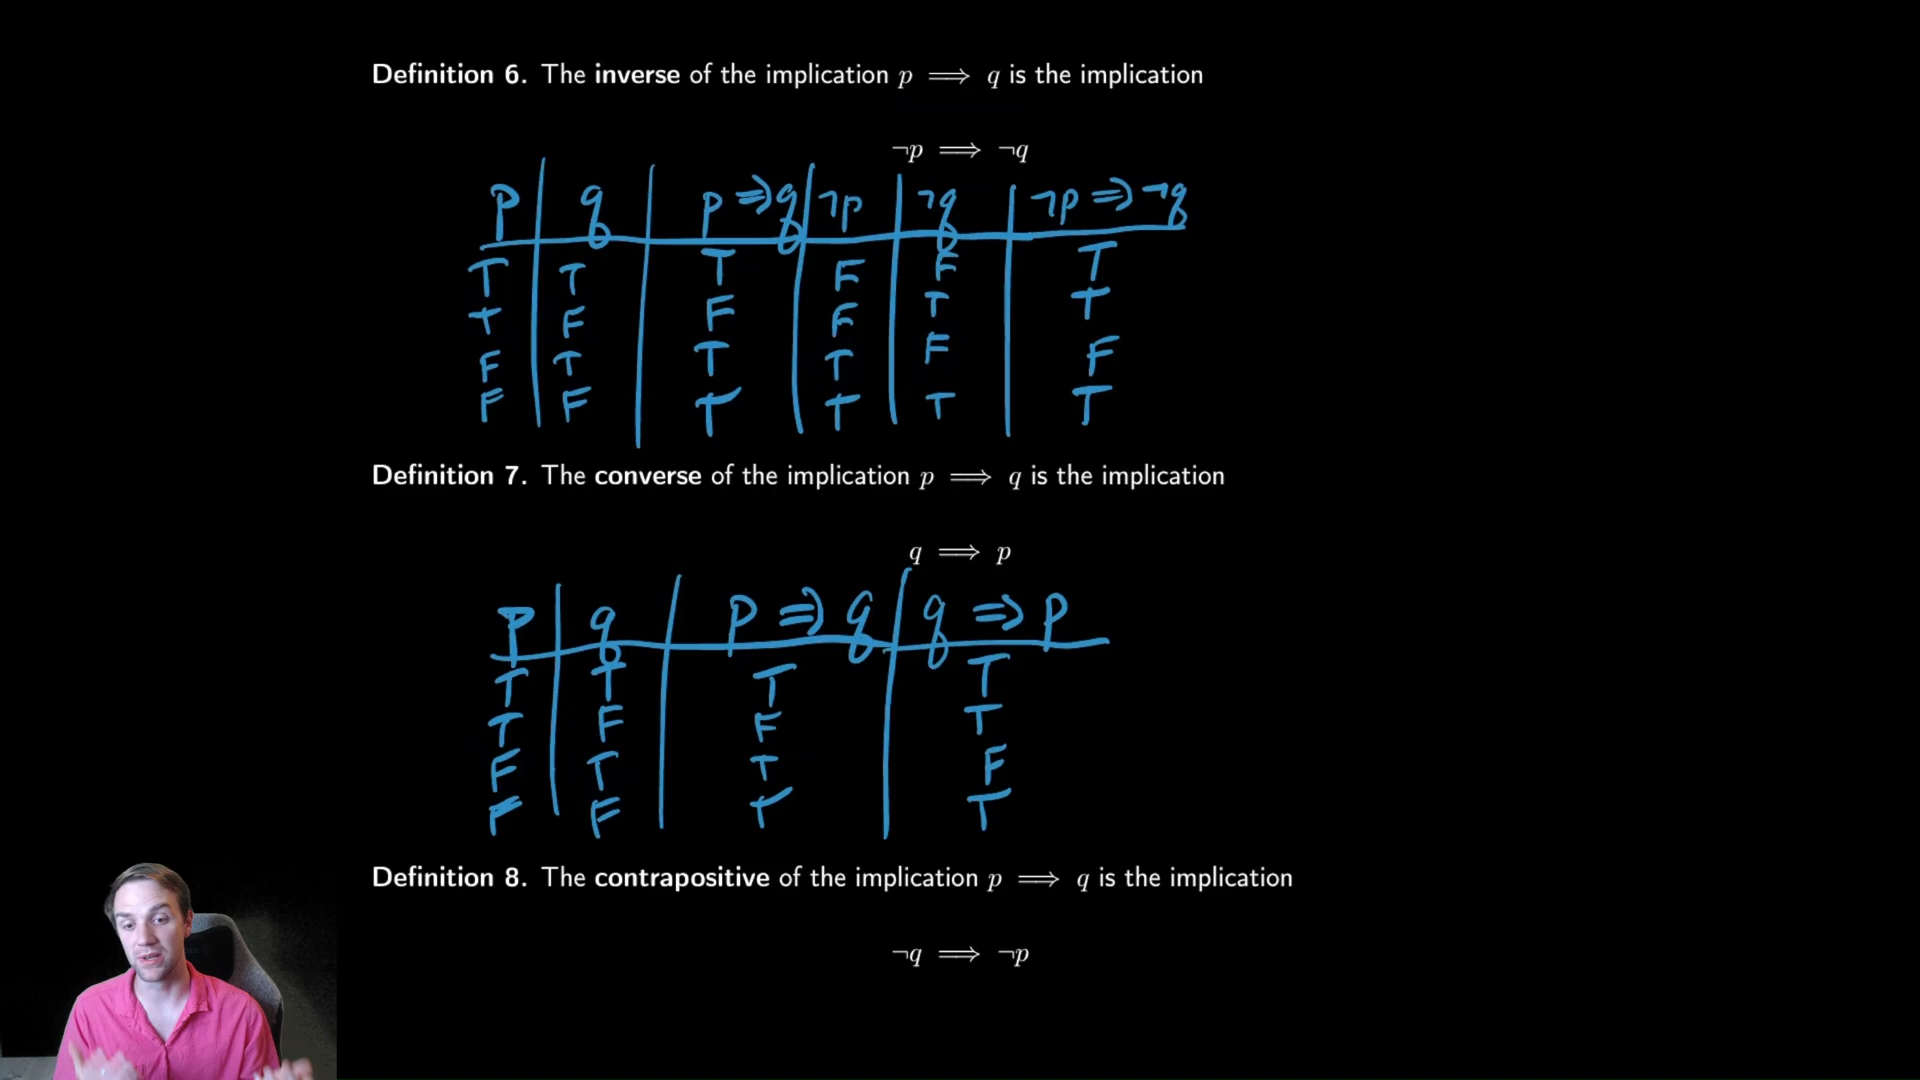 Definition 6. The inverse of the implication p ⟹ q is the implication
¬p ⟹ ¬q
p q p ⇒ q ¬p ¬q ¬p ⇒ ¬q
T T T F F T
T F F F T T
F T T T F F
F F T T T T
Definition 7. The converse of the implication p ⟹ q is the implication
q ⟹ p
p q p ⇒ q q ⇒ p
T T T T
T F F T
F T T F
F F T T
Definition 8. The contrapositive of the implication p ⟹ q is the implication
¬q ⟹ ¬p